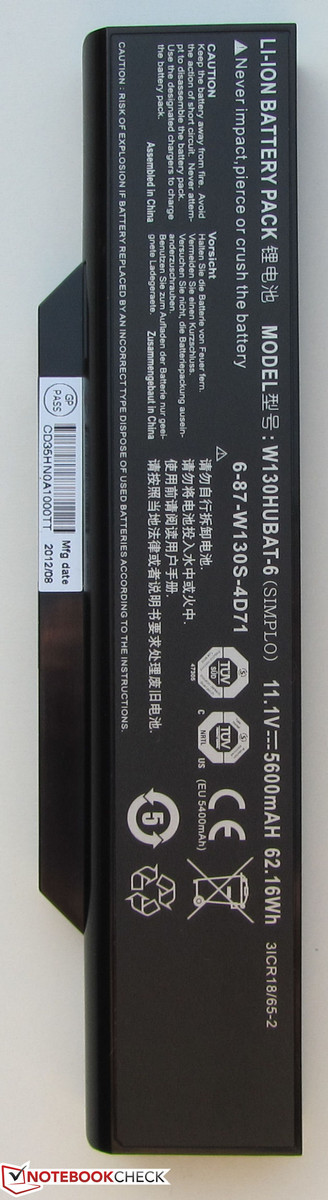 LI-ION BATTERY PACK 锂电池 MODEL型号: W130HUBAT-6 (SIMPLO) 11.1V 5600mAH 62.16Wh 3ICR18/65-2
Never impact,pierce or crush the battery
6-87-W130S-4D71
CAUTION
Keep the battery away from fire. Avoid
the action of short circuit. Never attem-
pt to disassemble the battery pack.
Use the designated chargers to charge
the battery pack.
Assembled in China
Vorsicht
Halten Sie die Batterie von Feuer fern.
Vermeiden Sie einen Kurzschluss.
Versuchen Sie nicht, die Batteriepackung ausein-
anderzuschrauben.
Benutzen Sie zum Aufladen der Batterie nur geei-
gnete Ladegeraete.
Zusammengebaut in China
请勿自行拆卸电池.
请勿将电池投入水中或火中.
使用前请阅读用户手册.
请按照当地法律或者说明书要求处理废旧电池.
TÜV
SÜD
47205
C TÜV US
NRTL
CE
(EU 5400mAh)
5
CAUTION : RISK OF EXPLOSION IF BATTERY REPLACED BY AN INCORRECT TYPE DISPOSE OF USED BATTERIES ACCORDING TO THE INSTRUCTIONS.
GP
PASS
CD35HN0A1000TT
Mfg date
2012/08
NOTEBOOKCHECK